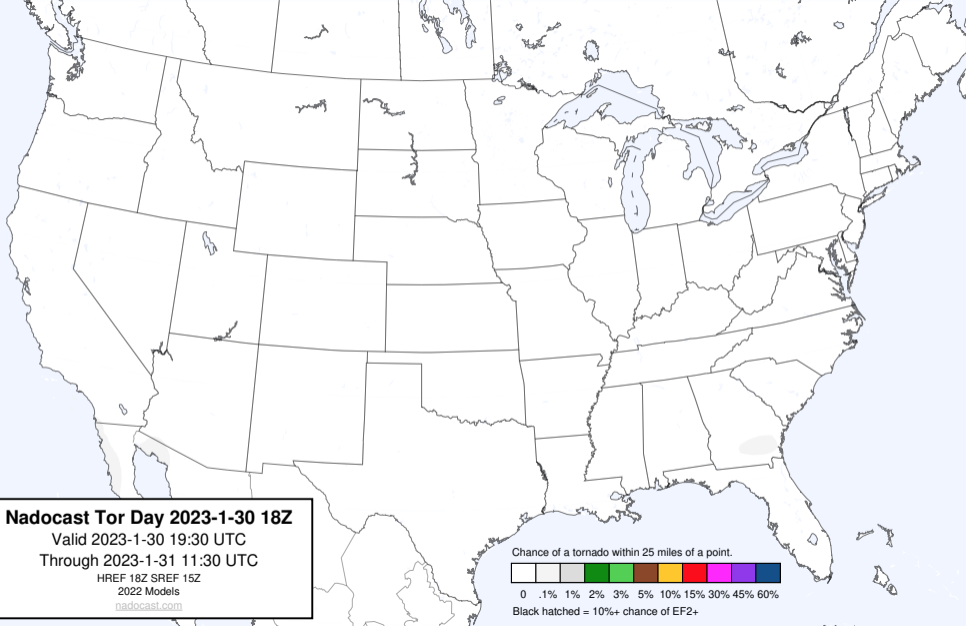 Nadocast Tor Day 2023-1-30 18Z
Valid 2023-1-30 19:30 UTC
Through 2023-1-31 11:30 UTC
HREF 18Z SREF 15Z
2022 Models
nadocast.com
Chance of a tornado within 25 miles of a point.
0 .1% 1% 2% 3% 5% 10% 15% 30% 45% 60%
Black hatched = 10%+ chance of EF2+